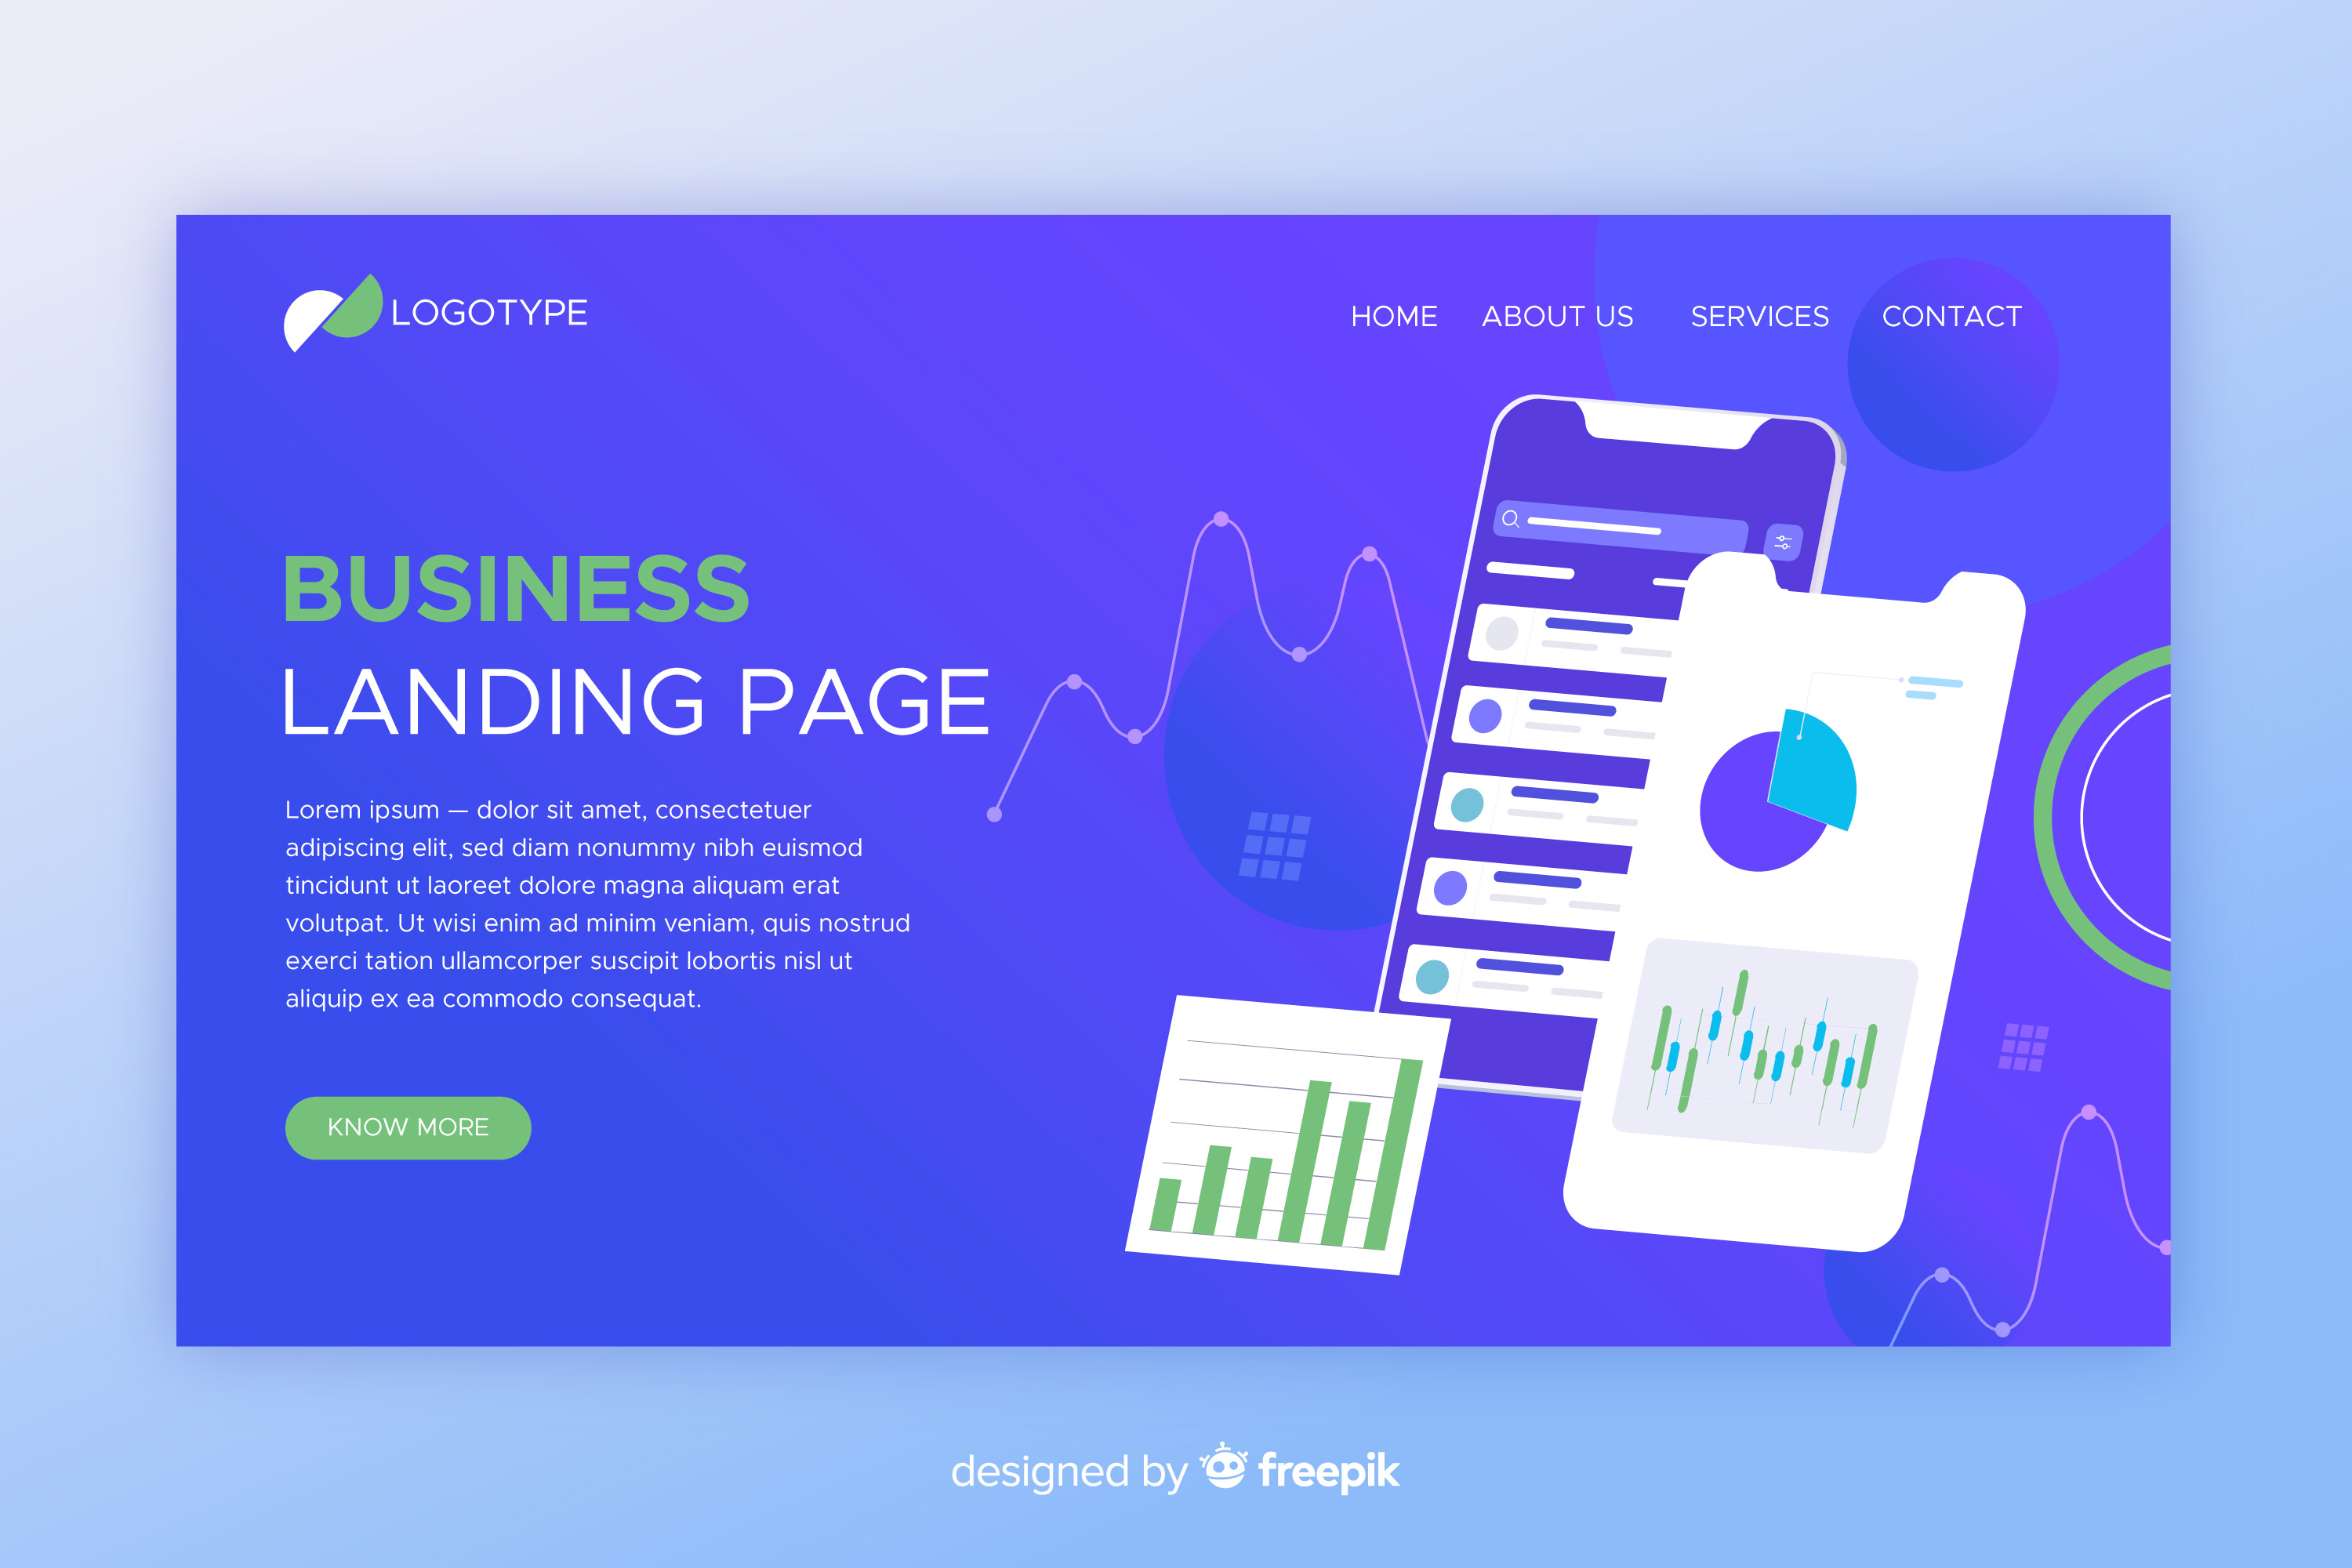 LOGOTYPE
HOME ABOUT US SERVICES CONTACT
BUSINESS
LANDING PAGE
Lorem ipsum — dolor sit amet, consectetuer
adipiscing elit, sed diam nonummy nibh euismod
tincidunt ut laoreet dolore magna aliquam erat
volutpat. Ut wisi enim ad minim veniam, quis nostrud
exerci tation ullamcorper suscipit lobortis nisl ut
aliquip ex ea commodo consequat.
KNOW MORE
designed by freepik